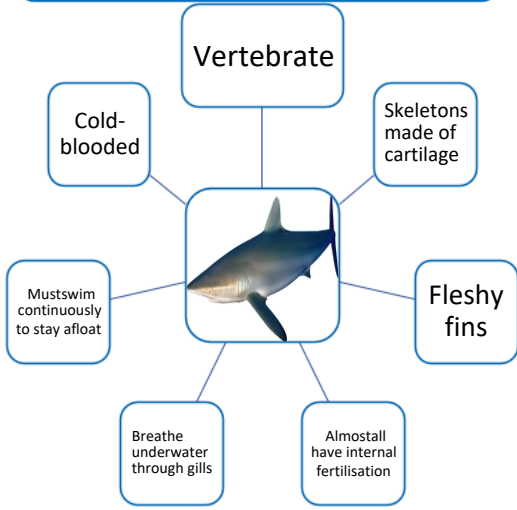 Vertebrate
Cold-
blooded
Skeletons
made of
cartilage
Mustswim
continuously
to stay afloat
Fleshy
fins
Breathe
underwater
through gills
Almostall
have internal
fertilisation